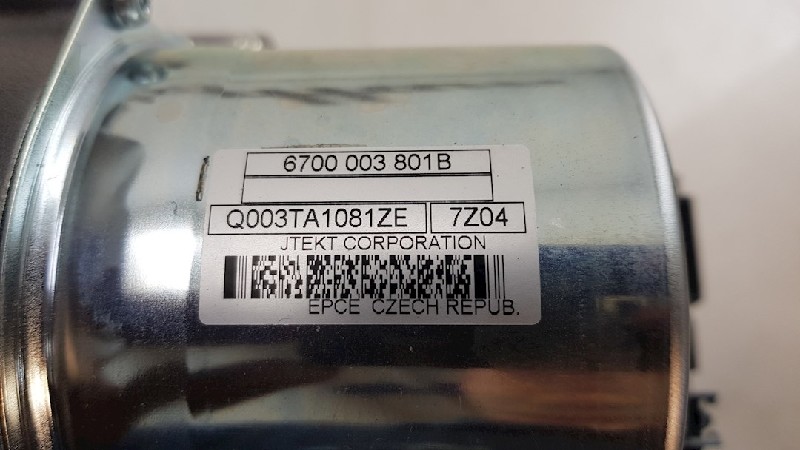 6700 003 801B
Q003TA1081ZE 7Z04
JTEKT CORPORATION
EPCE CZECH REPUB.